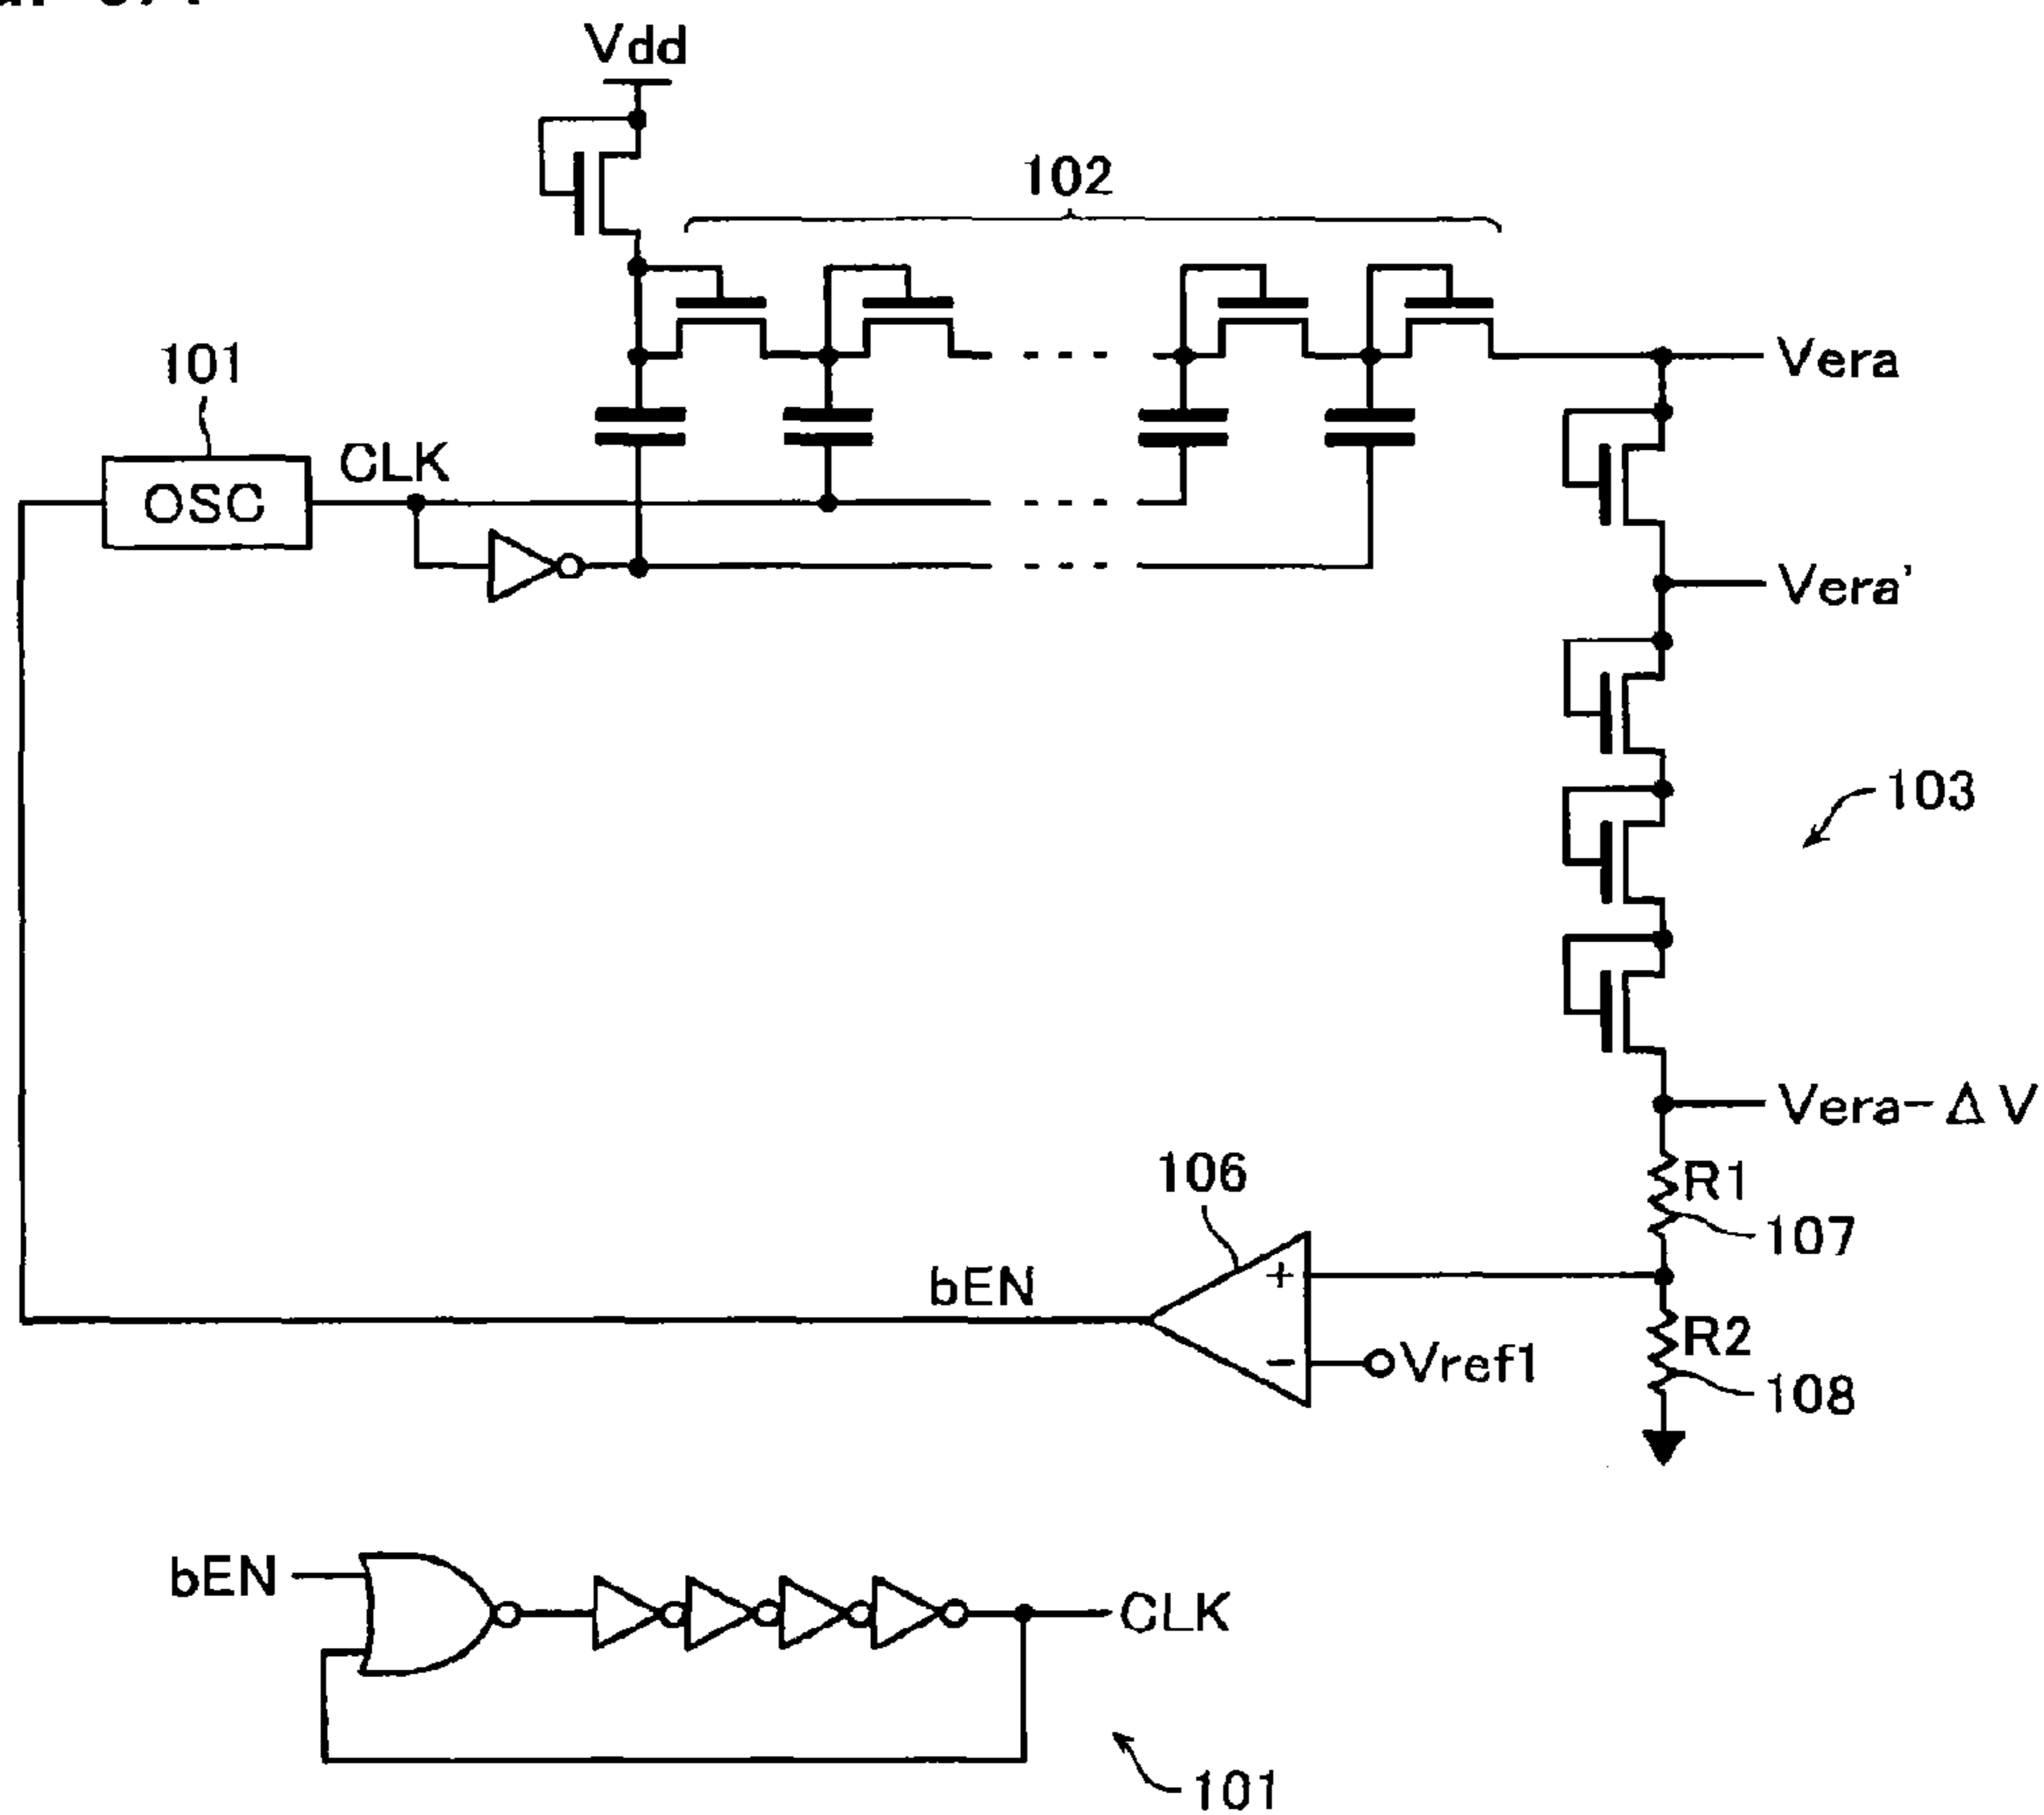 Vdd
102
101
Vera
CLK
OSC
Vera'
103
Vera-ΔV
106
R1
107
bEN
+
R2
-
Vref1
108
bEN
CLK
101